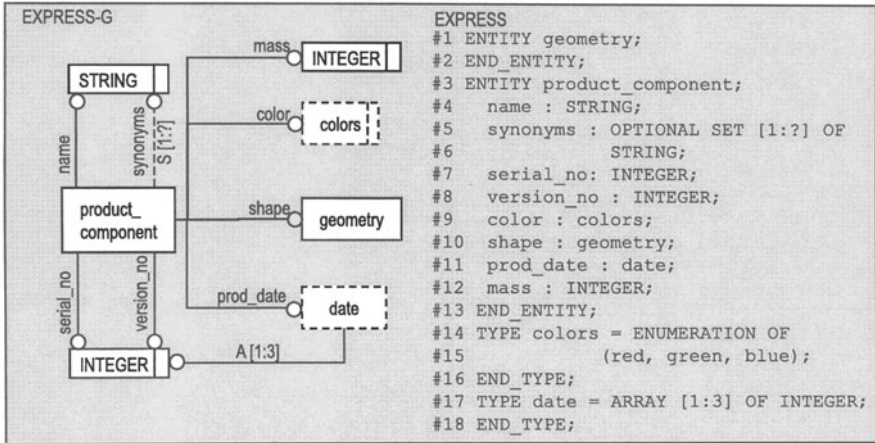 EXPRESS-G
mass
INTEGER
STRING
color
colors
name
synonyms
S [1:?]
product_
component
shape
geometry
serial_no
version_no
prod_date
date
A [1:3]
INTEGER
EXPRESS
#1 ENTITY geometry;
#2 END_ENTITY;
#3 ENTITY product_component;
#4 name : STRING;
#5 synonyms : OPTIONAL SET [1:?] OF
#6 STRING;
#7 serial_no: INTEGER;
#8 version_no : INTEGER;
#9 color : colors;
#10 shape : geometry;
#11 prod_date : date;
#12 mass : INTEGER;
#13 END_ENTITY;
#14 TYPE colors = ENUMERATION OF
#15 (red, green, blue);
#16 END_TYPE;
#17 TYPE date = ARRAY [1:3] OF INTEGER;
#18 END_TYPE;